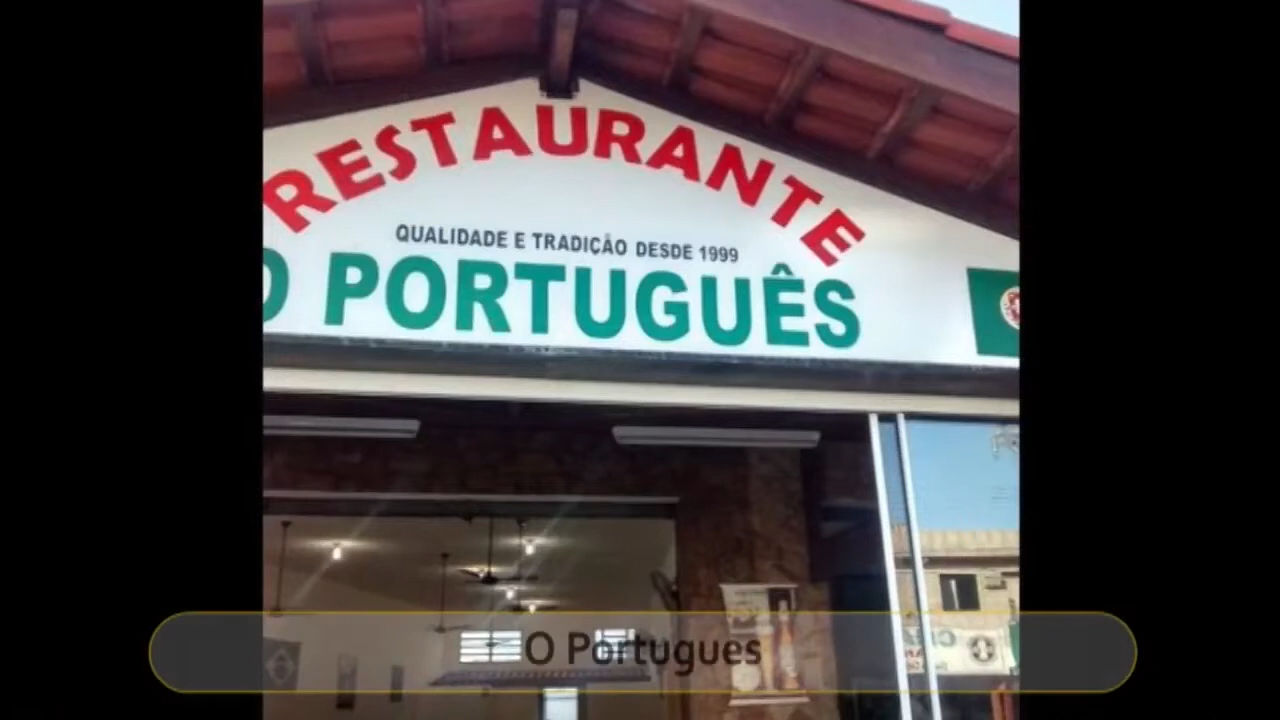 RESTAURANTE
QUALIDADE E TRADIÇÃO DESDE 1999
O PORTUGUÊS
O Portugues